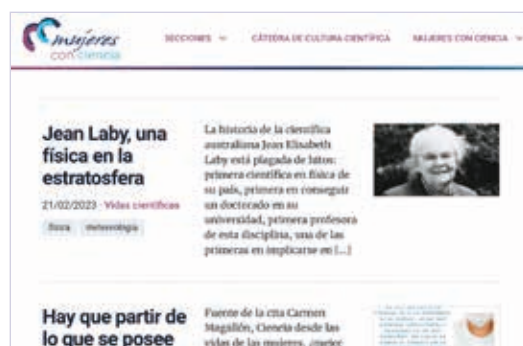 mujeres
con ciencia
SECCIONES
CÁTEDRA DE CULTURA CIENTÍFICA
MUJERES CON CIENCIA
Jean Laby, una
física en la
estratosfera
21/02/2023 · Vidas científicas
física meteorología
La historia de la científica
australiana Jean Elisabeth
Laby está plagada de hitos:
primera científica en física de
su país, primera en conseguir
un doctorado en su
universidad, primera profesora
de esta disciplina, una de las
primeras en implicarse en [...]
Hay que partir de
lo que se posee
Fuente de la cita Carmen
Magallón, Ciencia desde las
vidas de las mujeres, ¿mejor